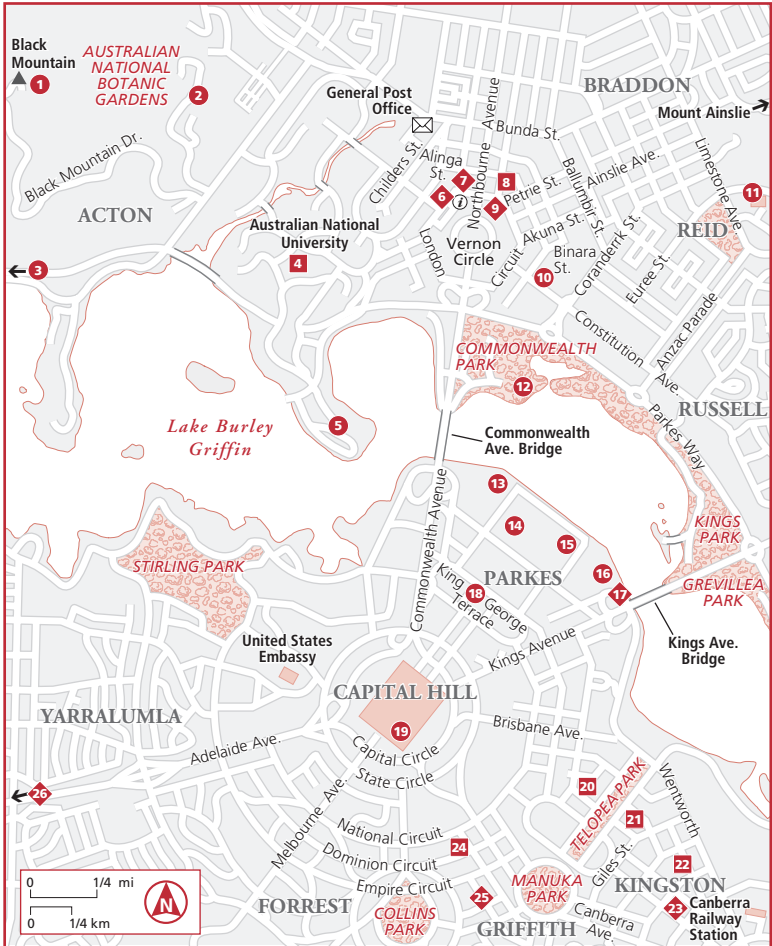 Black
Mountain
1
AUSTRALIAN
NATIONAL
BOTANIC
GARDENS
2
General Post
Office
BRADDON
Mount Ainslie
Black Mountain Dr.
Childers St.
Alinga
St.
Northbourne Avenue
Bunda St.
6
7
i
8
9
Petrie St.
Ballumbir St.
Ainslie Ave.
Limestone Ave.
11
ACTON
Australian National
University
4
London
Vernon
Circle
Circuit
Akuna St.
10
Binara
St.
Coranderrk St.
Euree St.
REID
3
Constitution
Ave.
Anzac Parade
COMMONWEALTH
PARK
12
RUSSELL
Parkes Way
Lake Burley
Griffin
5
Commonwealth
Ave. Bridge
13
14
15
16
17
Commonwealth Avenue
KINGS
PARK
STIRLING PARK
PARKES
King George
Terrace
18
GREVILLEA
PARK
Kings Avenue
Kings Ave.
Bridge
United States
Embassy
CAPITAL HILL
19
YARRALUMLA
Adelaide Ave.
Capital Circle
State Circle
Brisbane Ave.
26
Melbourne Ave.
20
TELOPEA PARK
Wentworth
21
National Circuit
24
Dominion Circuit
Empire Circuit
Giles St.
22
25
MANUKA
PARK
KINGSTON
23
Canberra
Railway
Station
FORREST
COLLINS
PARK
GRIFFITH
Canberra
Ave.
0 1/4 mi
0 1/4 km
N